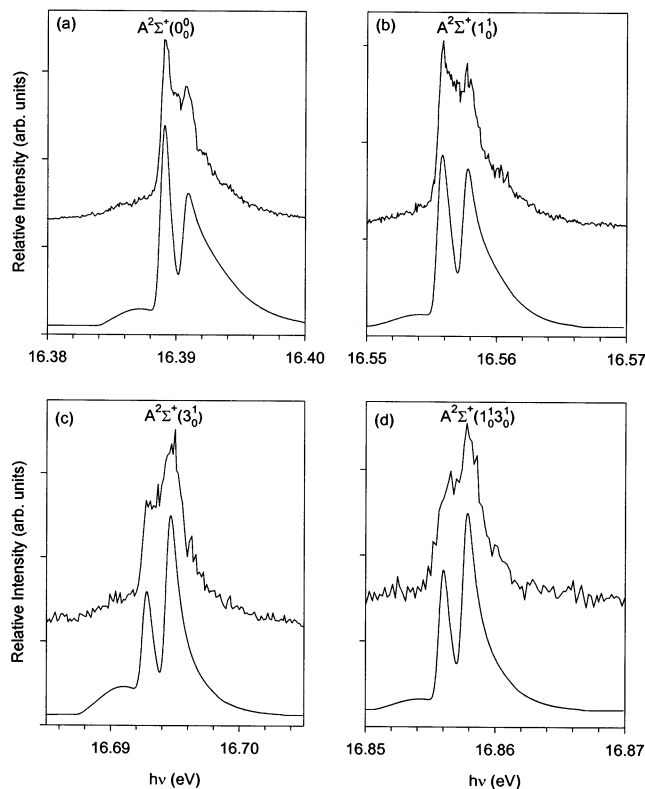 (a)
A²Σ⁺(0⁰₀)
(b)
A²Σ⁺(1¹₀)
Relative Intensity (arb. units)
16.38 16.39 16.40
16.55 16.56 16.57
(c)
A²Σ⁺(3¹₀)
(d)
A²Σ⁺(1¹₀3¹₀)
Relative Intensity (arb. units)
16.69 16.70
16.85 16.86 16.87
hν (eV)
hν (eV)